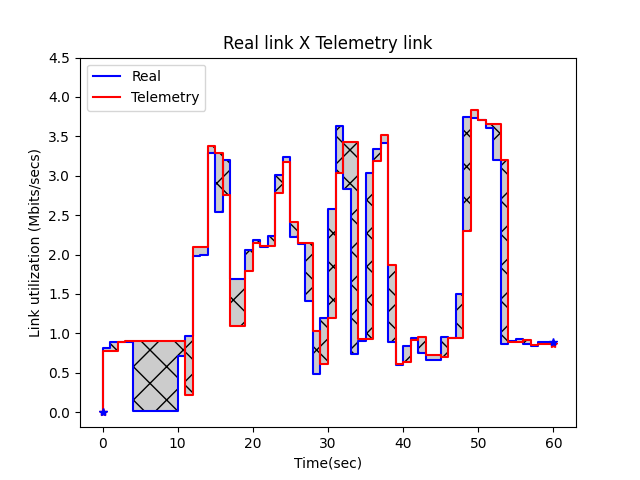 Real link X Telemetry link
Real
Telemetry
Link utilization (Mbits/secs)
4.5
4.0
3.5
3.0
2.5
2.0
1.5
1.0
0.5
0.0
0 10 20 30 40 50 60
Time(sec)